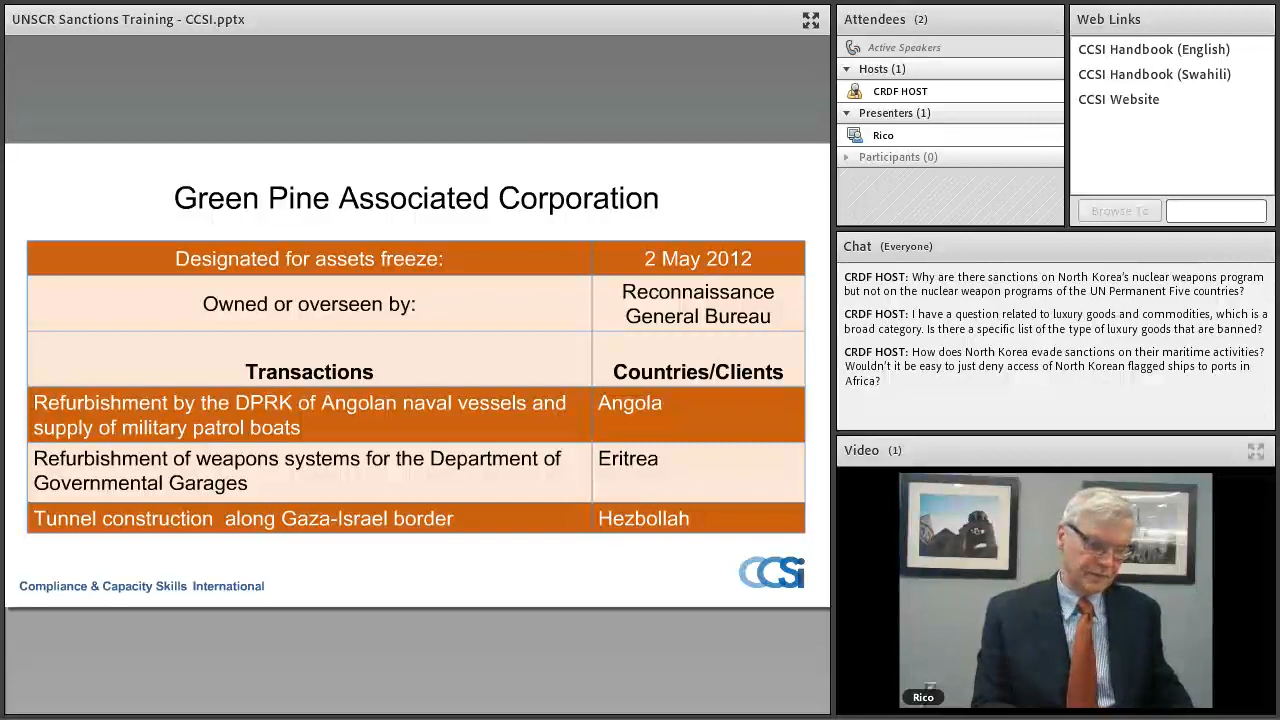 UNSCR Sanctions Training - CCSI.pptx
Green Pine Associated Corporation
Designated for assets freeze:
2 May 2012
Owned or overseen by:
Reconnaissance
General Bureau
Transactions
Countries/Clients
Refurbishment by the DPRK of Angolan naval vessels and
supply of military patrol boats
Angola
Refurbishment of weapons systems for the Department of
Governmental Garages
Eritrea
Tunnel construction  along Gaza-Israel border
Hezbollah
Compliance & Capacity Skills International
CCSi
Attendees (2)
Active Speakers
Hosts (1)
CRDF HOST
Presenters (1)
Rico
Participants (0)
Web Links
CCSI Handbook (English)
CCSI Handbook (Swahili)
CCSI Website
Browse To
Chat (Everyone)
CRDF HOST: Why are there sanctions on North Korea's nuclear weapons program
but not on the nuclear weapon programs of the UN Permanent Five countries?
CRDF HOST: I have a question related to luxury goods and commodities, which is a
broad category. Is there a specific list of the type of luxury goods that are banned?
CRDF HOST: How does North Korea evade sanctions on their maritime activities?
Wouldn't it be easy to just deny access of North Korean flagged ships to ports in
Africa?
Video (1)
Rico